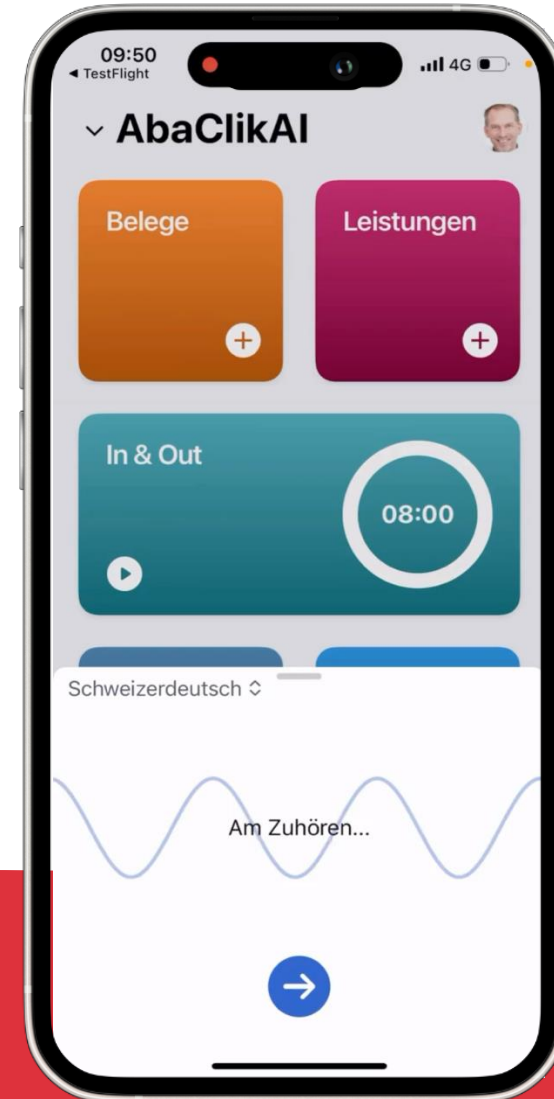 09:50
4G
◀ TestFlight
AbaClikAI
Belege
Leistungen
In & Out
08:00
Schweizerdeutsch
Am Zuhören...